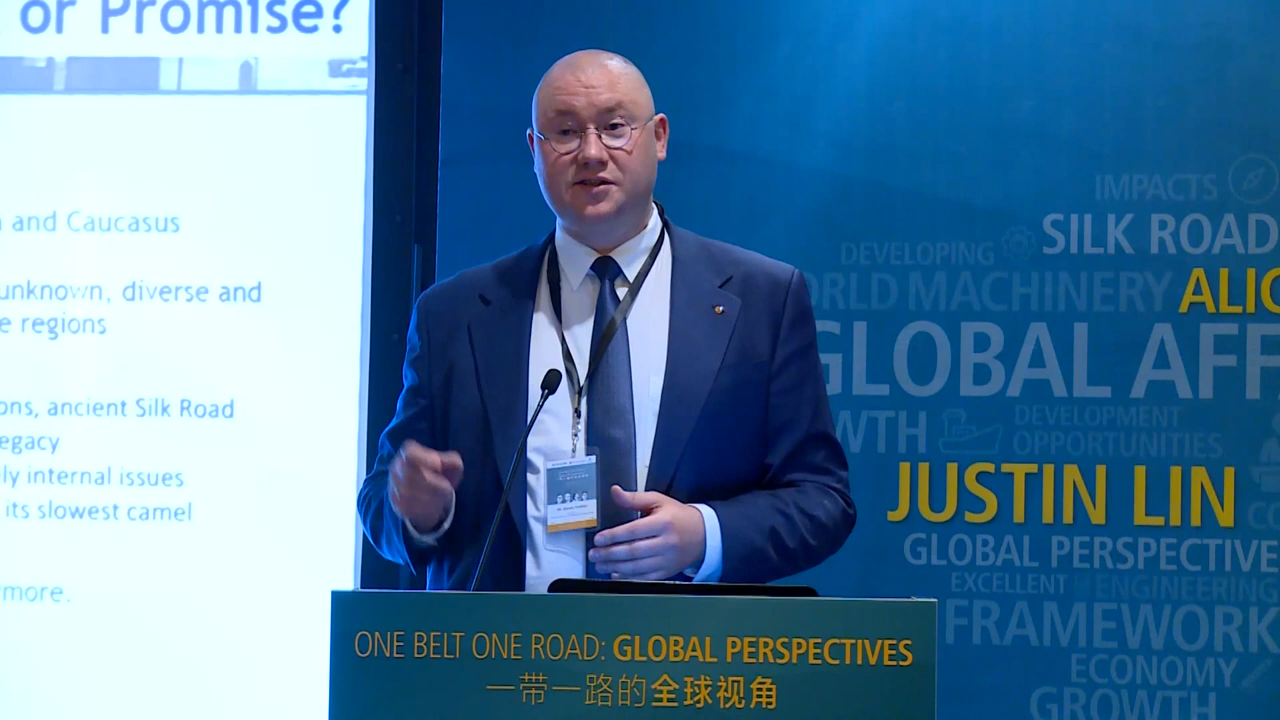 or Promise?
and Caucasus
unknown, diverse and
regions
ons, ancient Silk Road
egacy
ly internal issues
its slowest camel
more.
IMPACTS
SILK ROAD
DEVELOPING
ORLD MACHINERY ALIC
GLOBAL AFF
WTH DEVELOPMENT
OPPORTUNITIES
JUSTIN LIN
GLOBAL PERSPECTIVE
EXCELLENT ENGINEERING
FRAMEWORK
ECONOMY
GROWTH
ONE BELT ONE ROAD: GLOBAL PERSPECTIVES
一带一路的全球视角